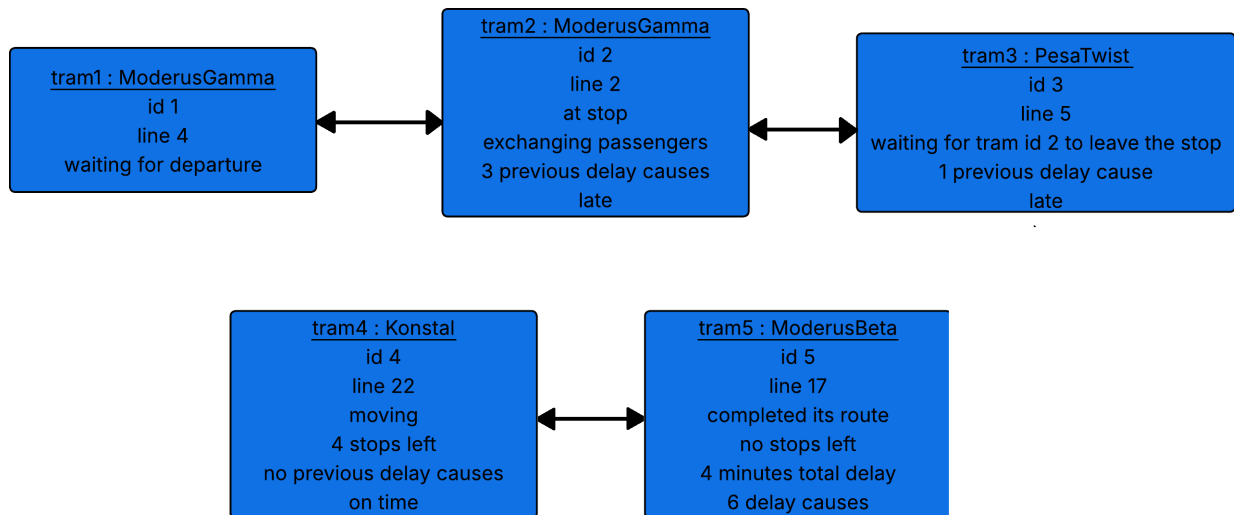 tram1 : ModerusGamma
id 1
line 4
waiting for departure
tram2 : ModerusGamma
id 2
line 2
at stop
exchanging passengers
3 previous delay causes
late
tram3 : PesaTwist
id 3
line 5
waiting for tram id 2 to leave the stop
1 previous delay cause
late
tram4 : Konstal
id 4
line 22
moving
4 stops left
no previous delay causes
on time
tram5 : ModerusBeta
id 5
line 17
completed its route
no stops left
4 minutes total delay
6 delay causes